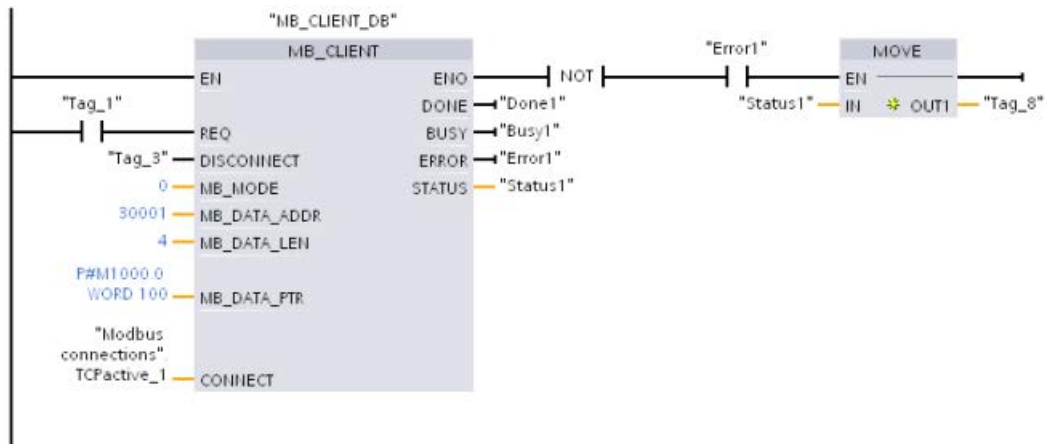 "MB_CLIENT_DB"
MB_CLIENT
"Error1"
MOVE
EN
ENO
NOT
EN
"Tag_1"
DONE
"Done1"
"Status1"
IN
OUT1
"Tag_8"
REQ
BUSY
"Busy1"
"Tag_3"
DISCONNECT
ERROR
"Error1"
0
MB_MODE
STATUS
"Status1"
30001
MB_DATA_ADDR
4
MB_DATA_LEN
P#M1000.0
WORD 100
MB_DATA_PTR
"Modbus
connections".
TCPactive_1
CONNECT